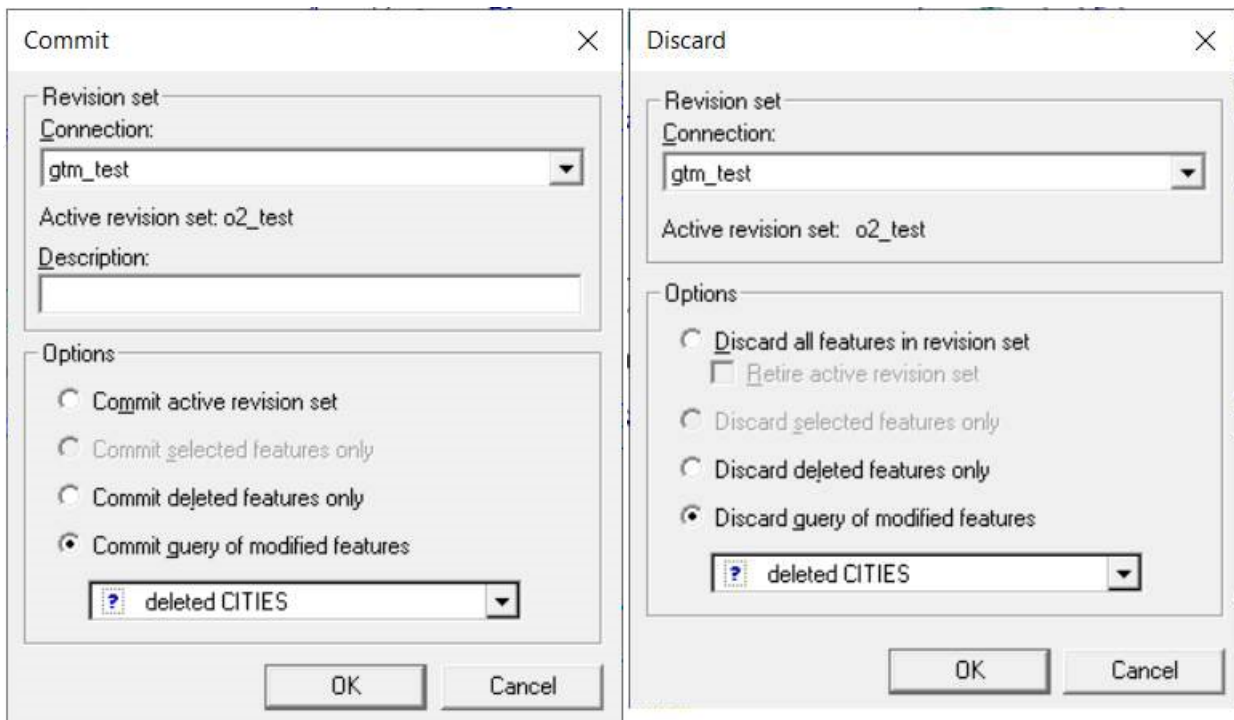 Commit
Revision set
Connection:
gtm_test
Active revision set: o2_test
Description:
Options
Commit active revision set
Commit selected features only
Commit deleted features only
Commit query of modified features
? deleted CITIES
OK Cancel
Discard
Revision set
Connection:
gtm_test
Active revision set: o2_test
Options
Discard all features in revision set
Retire active revision set
Discard selected features only
Discard deleted features only
Discard query of modified features
? deleted CITIES
OK Cancel